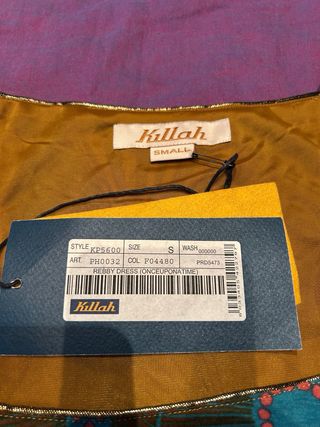 Killah
SMALL
STYLE KP5600 SIZE S WASH 000000
ART. PH0032 COL F04480 PRD5473
REBBY DRESS (ONCEUPONATIME)
Killah